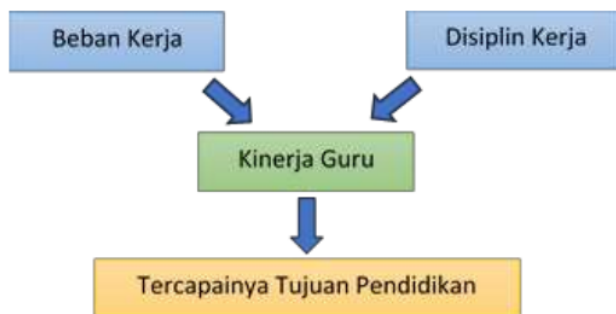 Beban Kerja
Disiplin Kerja
Kinerja Guru
Tercapainya Tujuan Pendidikan